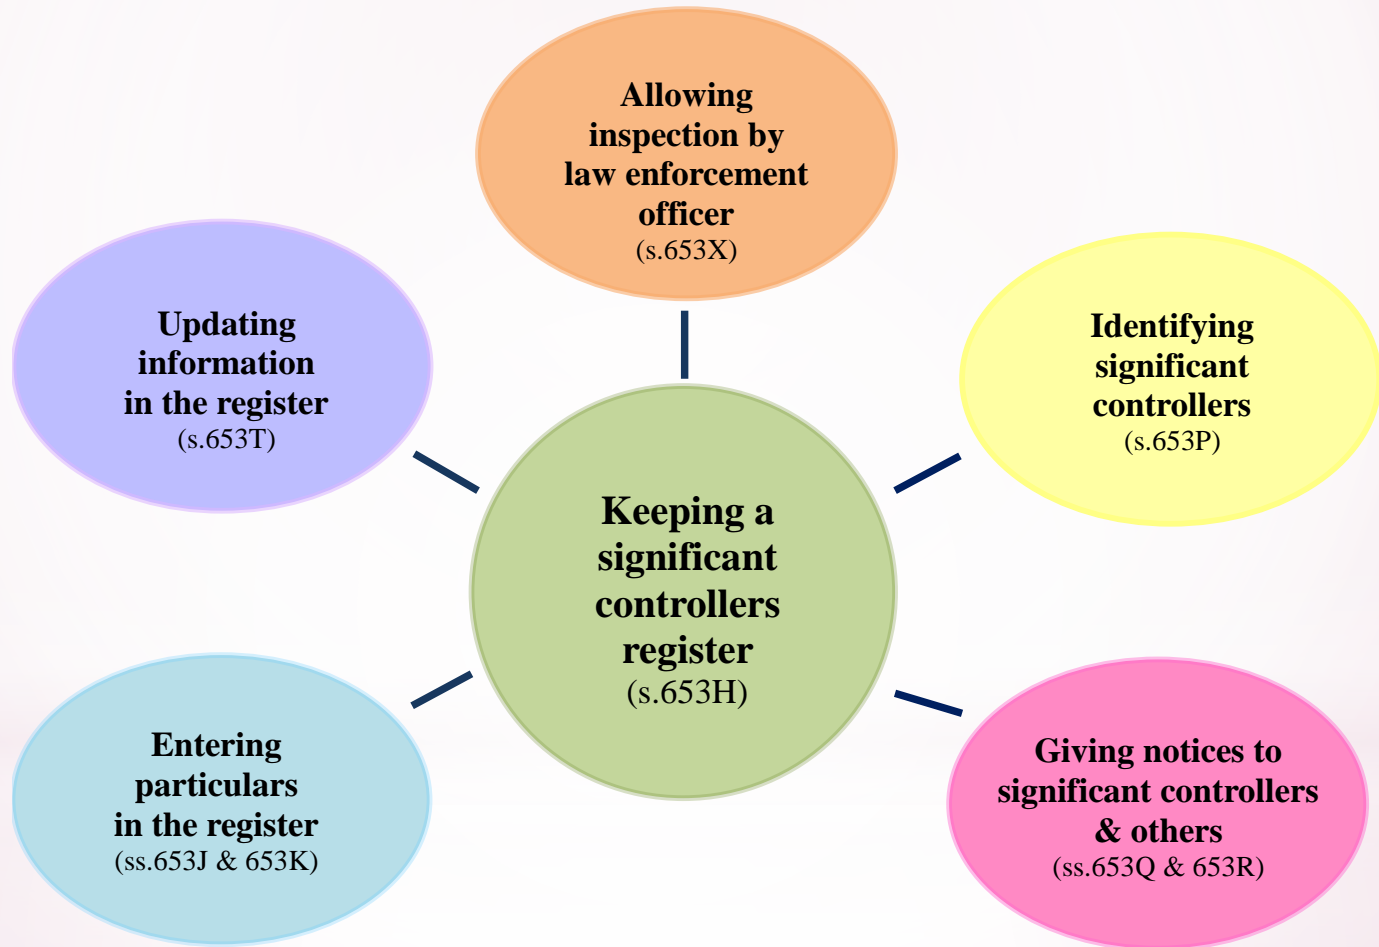 Allowing
inspection by
law enforcement
officer
(s.653X)
Updating
information
in the register
(s.653T)
Identifying
significant
controllers
(s.653P)
Keeping a
significant
controllers
register
(s.653H)
Entering
particulars
in the register
(ss.653J & 653K)
Giving notices to
significant controllers
& others
(ss.653Q & 653R)